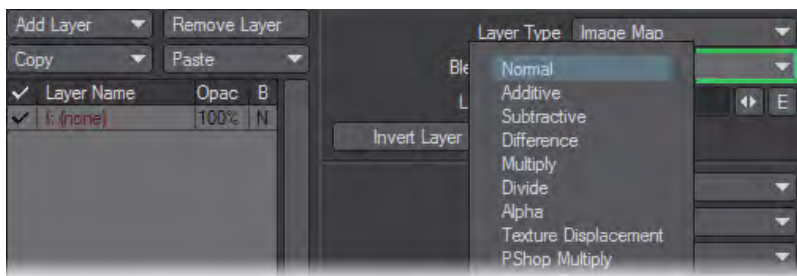 Add Layer
Remove Layer
Copy
Paste
Layer Name Opac B
I: (none) 100% N
Layer Type Image Map
Ble
L
E
Invert Layer
Normal
Additive
Subtractive
Difference
Multiply
Divide
Alpha
Texture Displacement
PShop Multiply